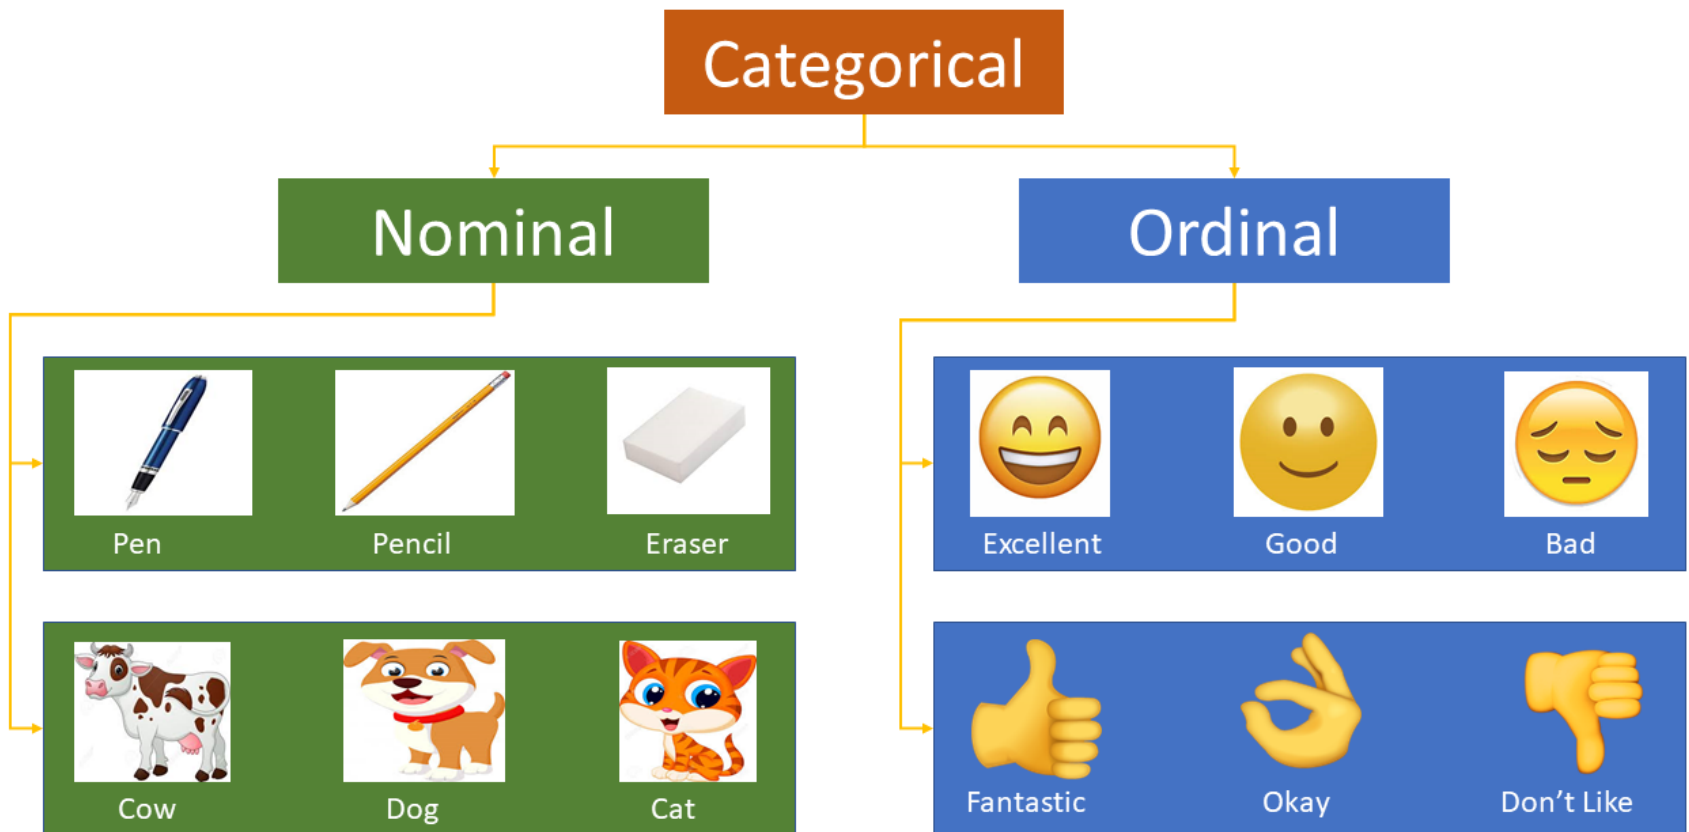 Categorical
Nominal
Ordinal
Pen
Pencil
Eraser
Excellent
Good
Bad
Cow
Dog
Cat
Fantastic
Okay
Don't Like